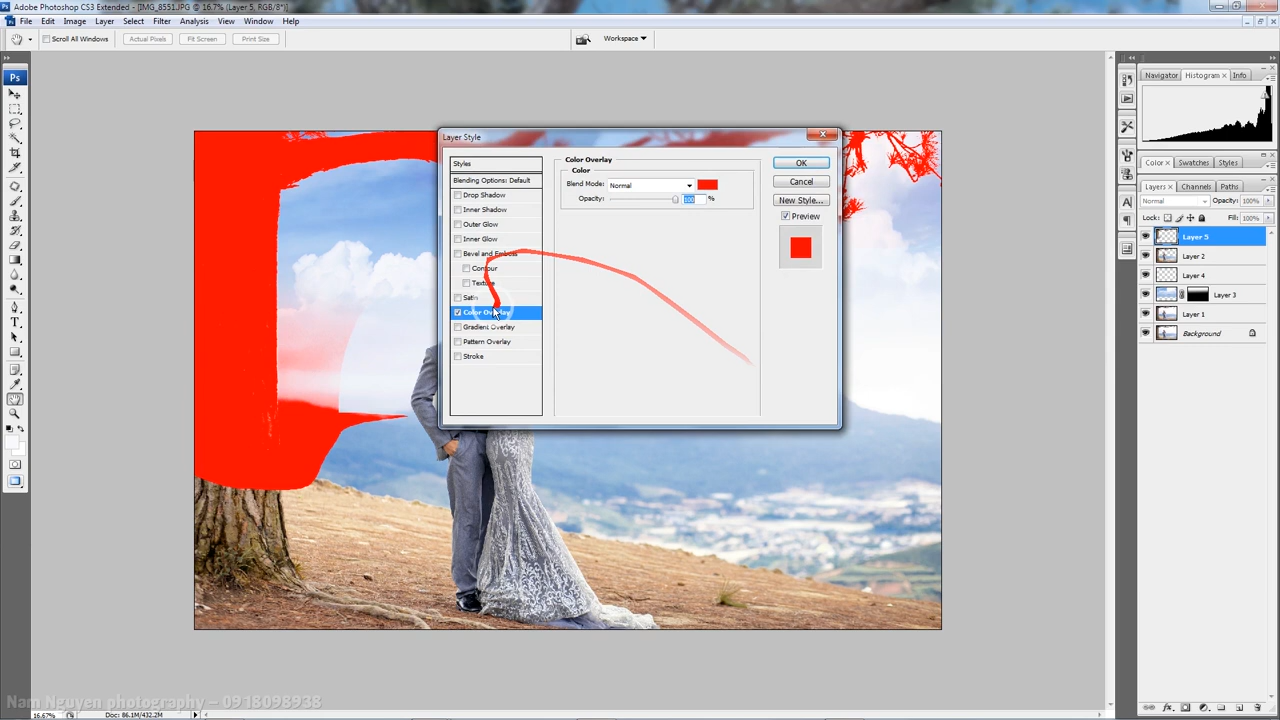 Adobe Photoshop CS3 Extended - [IMG_8551.JPG @ 16.7% (Layer 5, RGB/8*)]
File Edit Image Layer Select Filter Analysis View Window Help
Scroll All Windows Actual Pixels Fit Screen Print Size Workspace
Ps
Navigator Histogram Info
Color Swatches Styles
Layers Channels Paths
Normal Opacity: 100%
Lock: Fill: 100%
Layer 5
Layer 2
Layer 4
Layer 3
Layer 1
Background
Layer Style
Styles
Blending Options: Default
Drop Shadow
Inner Shadow
Outer Glow
Inner Glow
Bevel and Emboss
Contour
Texture
Satin
Color Overlay
Gradient Overlay
Pattern Overlay
Stroke
Color Overlay
Color
Blend Mode: Normal
Opacity: 100 %
OK
Cancel
New Style...
Preview
Nam Nguyen photography – 0918098938
16.67% Doc: 86.1M/432.2M